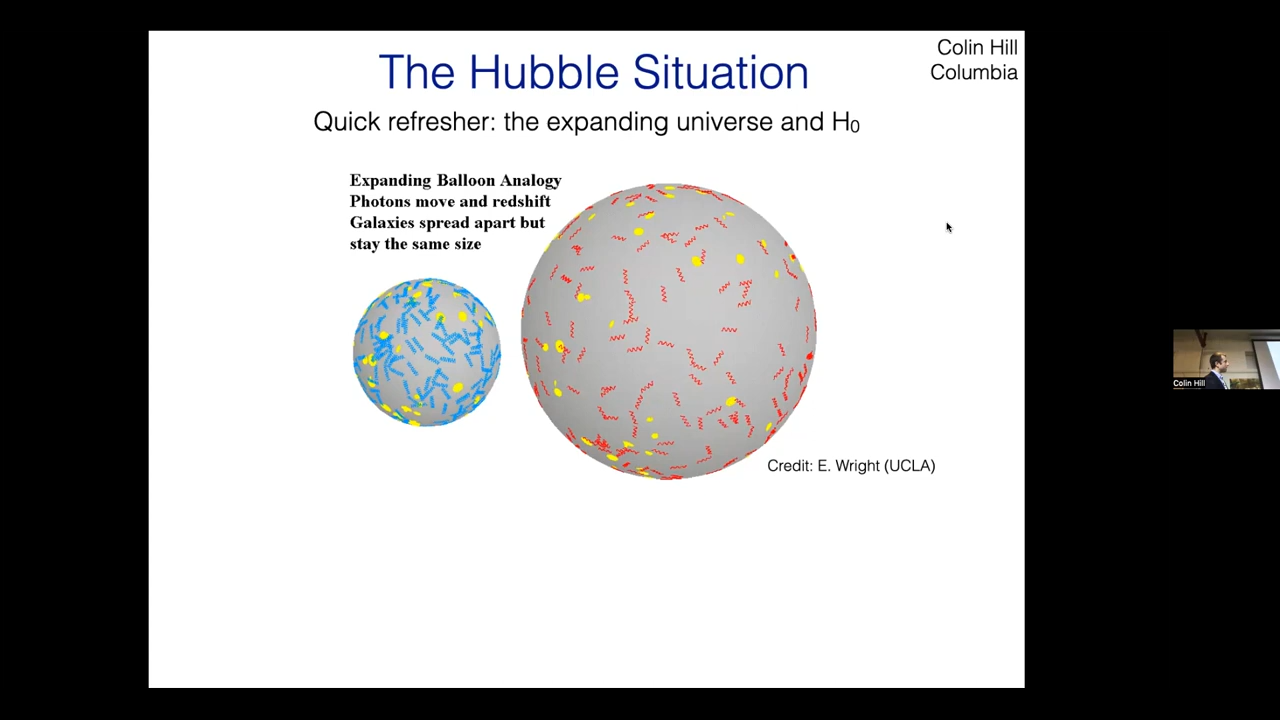 Colin Hill
Columbia
The Hubble Situation
Quick refresher: the expanding universe and H₀
Expanding Balloon Analogy
Photons move and redshift
Galaxies spread apart but
stay the same size
Credit: E. Wright (UCLA)
Colin Hill